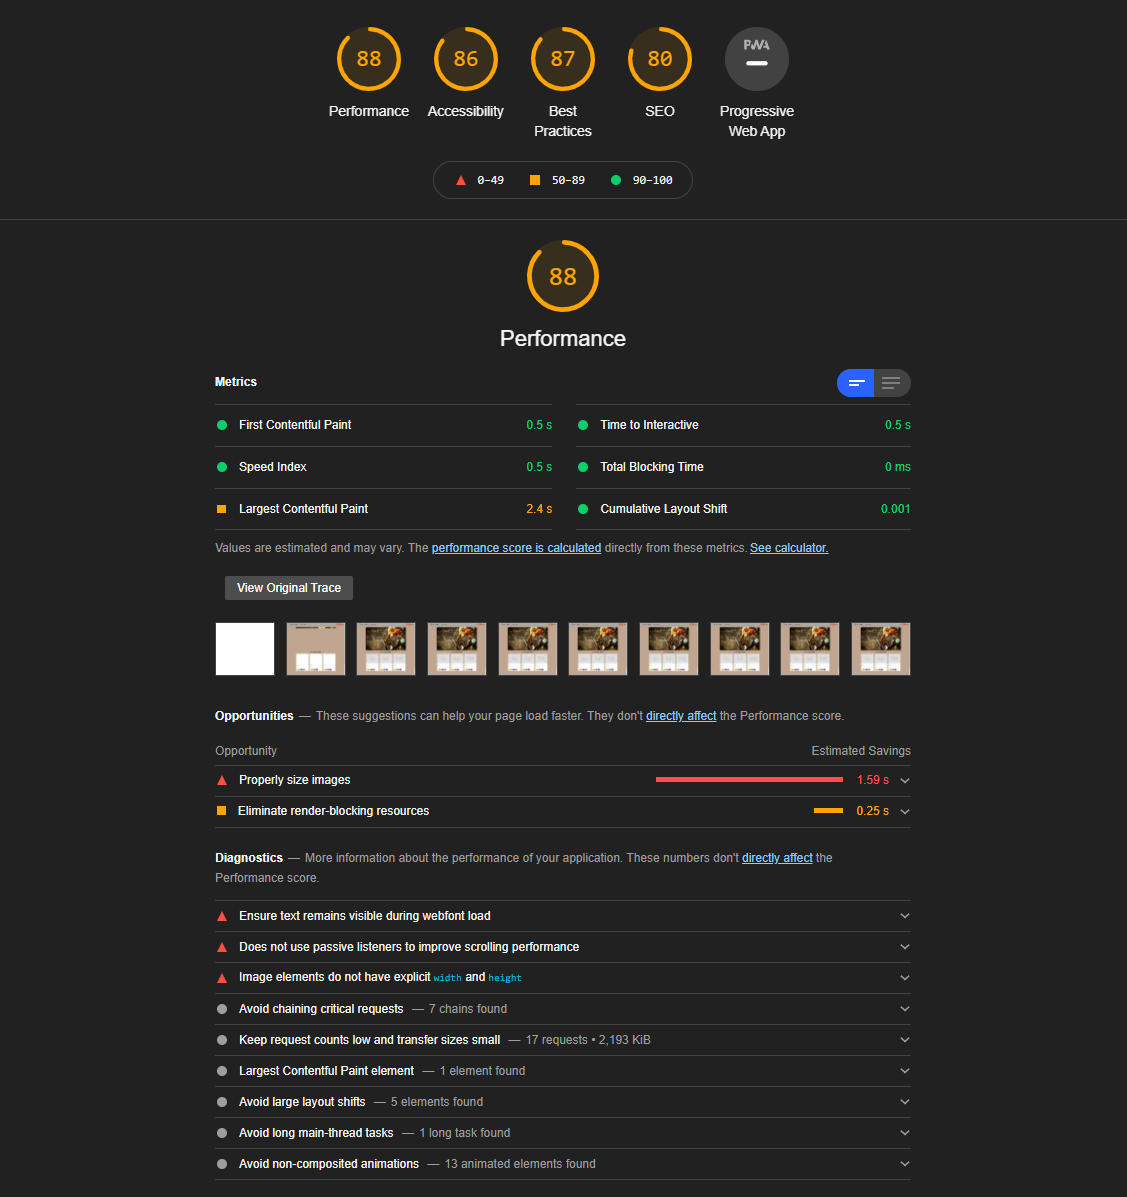 88 86 87 80 PWA
Performance Accessibility Best Practices SEO Progressive Web App
0–49 50–89 90–100
88
Performance
Metrics
First Contentful Paint 0.5 s
Time to Interactive 0.5 s
Speed Index 0.5 s
Total Blocking Time 0 ms
Largest Contentful Paint 2.4 s
Cumulative Layout Shift 0.001
Values are estimated and may vary. The performance score is calculated directly from these metrics. See calculator.
View Original Trace
Opportunities — These suggestions can help your page load faster. They don't directly affect the Performance score.
Opportunity Estimated Savings
Properly size images 1.59 s
Eliminate render-blocking resources 0.25 s
Diagnostics — More information about the performance of your application. These numbers don't directly affect the
Performance score.
Ensure text remains visible during webfont load
Does not use passive listeners to improve scrolling performance
Image elements do not have explicit width and height
Avoid chaining critical requests — 7 chains found
Keep request counts low and transfer sizes small — 17 requests • 2,193 KiB
Largest Contentful Paint element — 1 element found
Avoid large layout shifts — 5 elements found
Avoid long main-thread tasks — 1 long task found
Avoid non-composited animations — 13 animated elements found